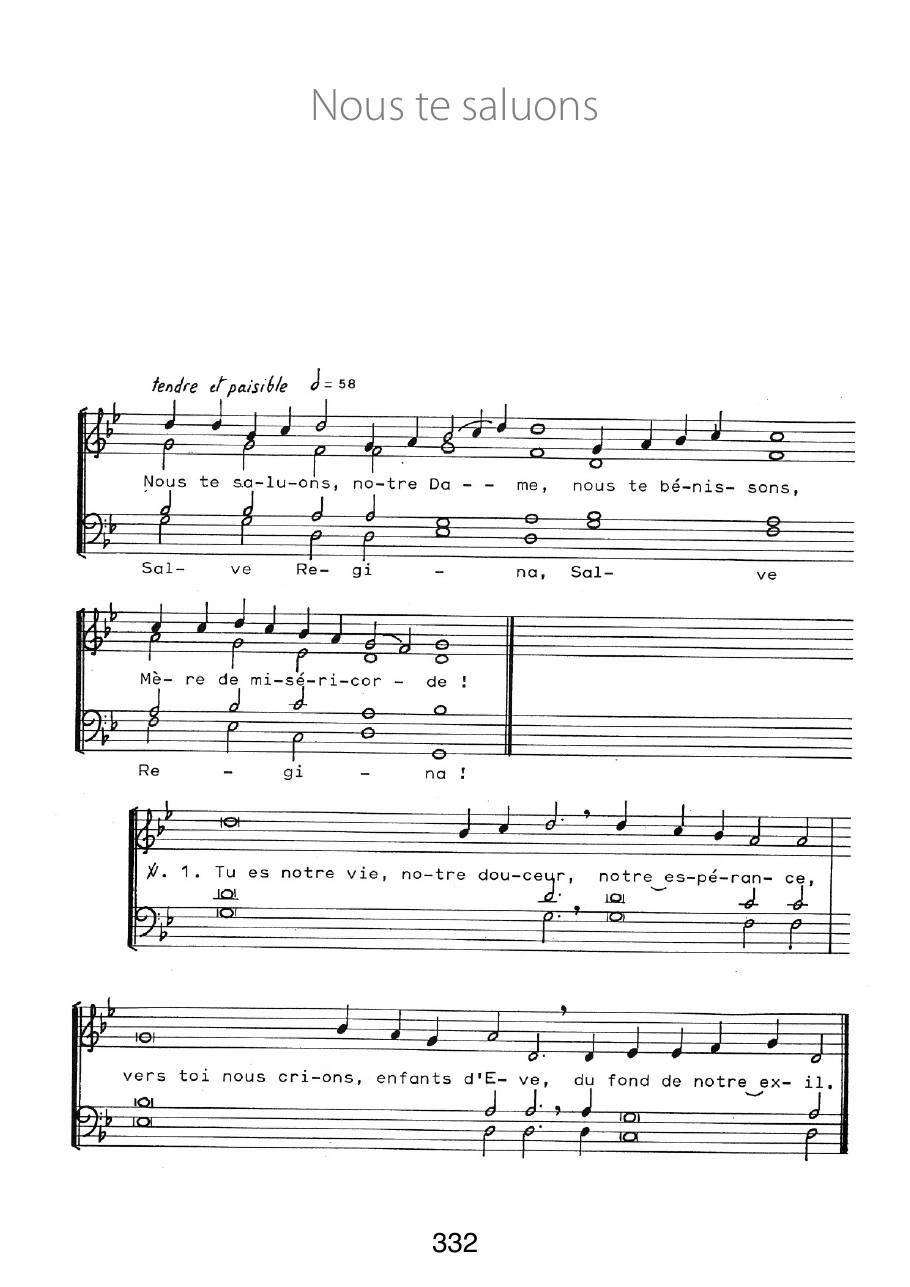 Nous te saluons
tendre et paisible = 58
Nous te sa-lu-ons, no-tre Da - - me, nous te bé-nis- sons,
Sal- ve Re- gi - na, Sal- ve
Mè- re de mi-sé-ri-cor - de !
Re - gi - na !
℣. 1. Tu es notre vie, no-tre dou-ceur, notre‿es-pé-ran- ce,
vers toi nous cri-ons, enfants d'E- ve, du fond de notre‿ex- il.
332